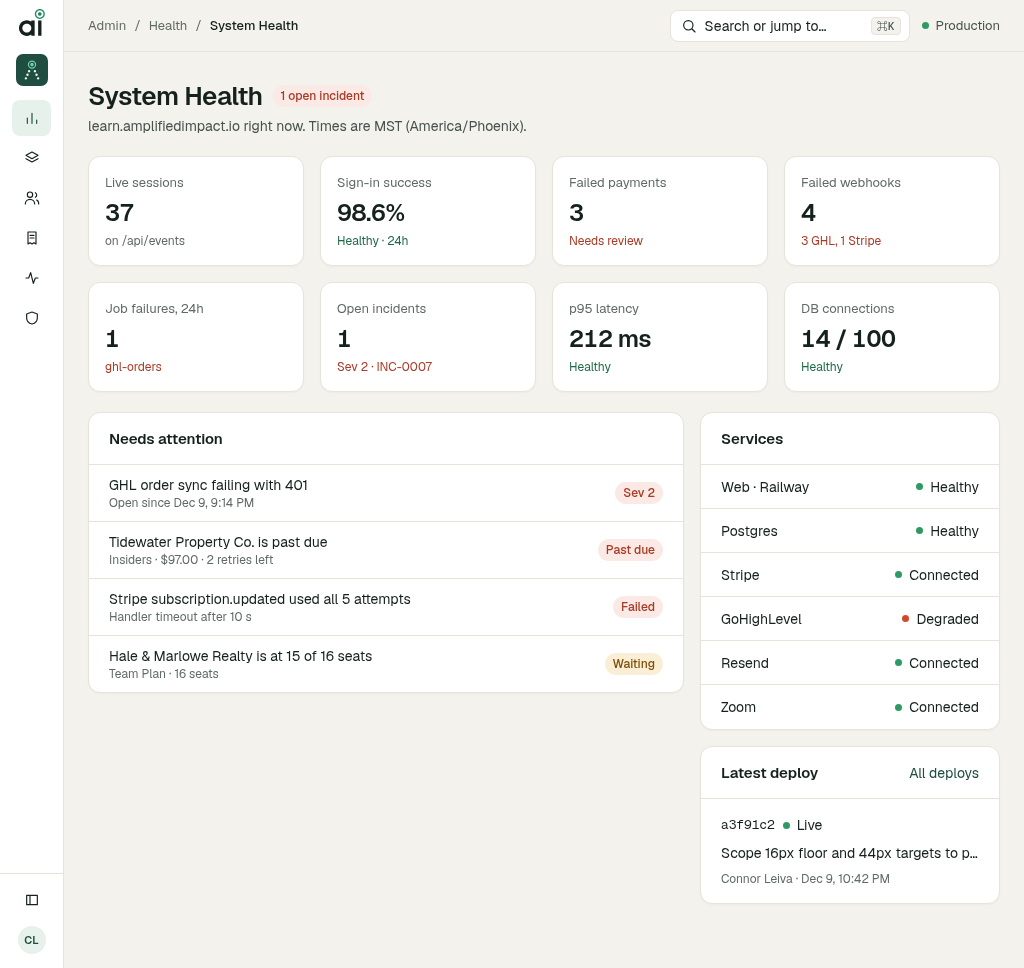 ai
Admin / Health / System Health
Search or jump to… ⌘K
Production
System Health
1 open incident
learn.amplifiedimpact.io right now. Times are MST (America/Phoenix).
Live sessions
37
on /api/events
Sign-in success
98.6%
Healthy · 24h
Failed payments
3
Needs review
Failed webhooks
4
3 GHL, 1 Stripe
Job failures, 24h
1
ghl-orders
Open incidents
1
Sev 2 · INC-0007
p95 latency
212 ms
Healthy
DB connections
14 / 100
Healthy
Needs attention
GHL order sync failing with 401
Open since Dec 9, 9:14 PM
Sev 2
Tidewater Property Co. is past due
Insiders · $97.00 · 2 retries left
Past due
Stripe subscription.updated used all 5 attempts
Handler timeout after 10 s
Failed
Hale & Marlowe Realty is at 15 of 16 seats
Team Plan · 16 seats
Waiting
Services
Web · Railway Healthy
Postgres Healthy
Stripe Connected
GoHighLevel Degraded
Resend Connected
Zoom Connected
Latest deploy All deploys
a3f91c2 Live
Scope 16px floor and 44px targets to p…
Connor Leiva · Dec 9, 10:42 PM
CL